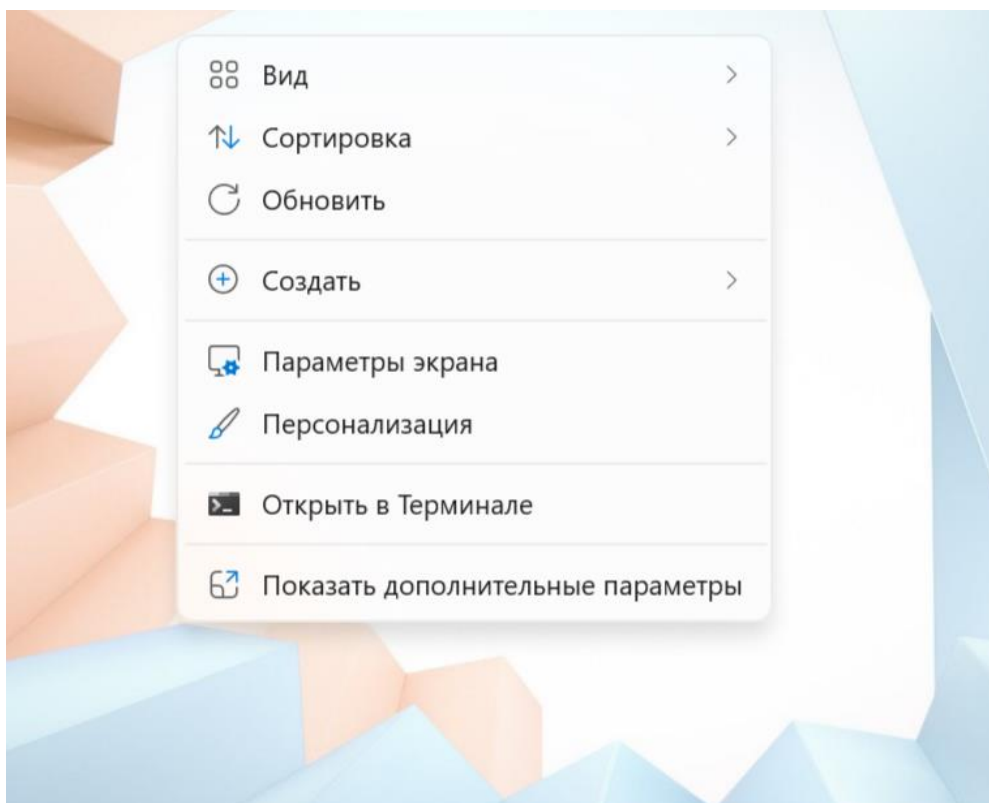 Вид
Сортировка
Обновить
Создать
Параметры экрана
Персонализация
Открыть в Терминале
Показать дополнительные параметры